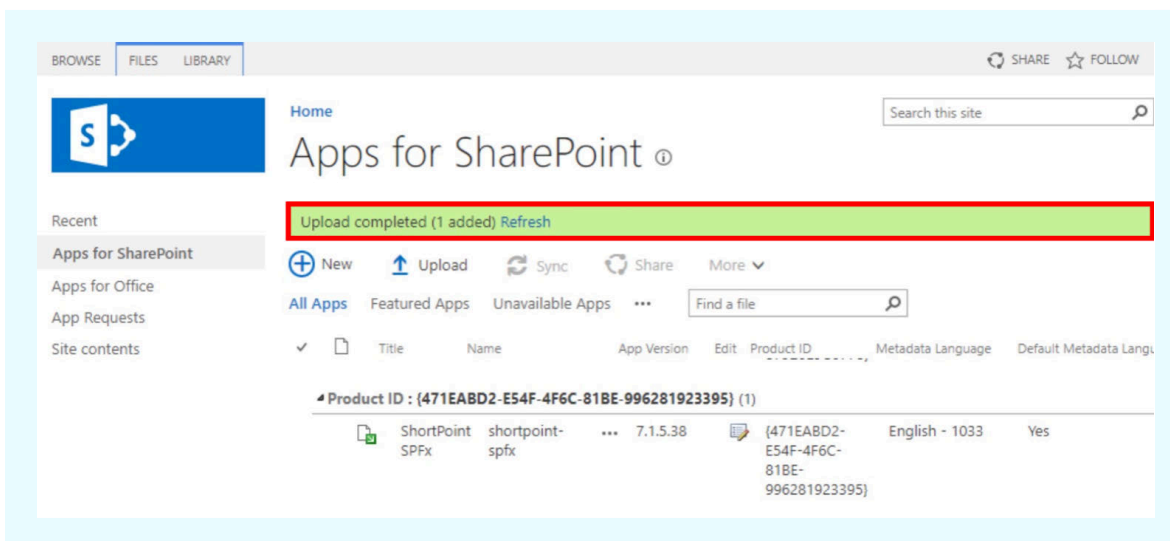 BROWSE FILES LIBRARY SHARE FOLLOW
S
Home
Search this site
Apps for SharePoint
Recent
Upload completed (1 added) Refresh
Apps for SharePoint
New Upload Sync Share More
Apps for Office
All Apps Featured Apps Unavailable Apps ••• Find a file
App Requests
Site contents
Title Name App Version Edit Product ID Metadata Language Default Metadata Langu
Product ID : {471EABD2-E54F-4F6C-81BE-996281923395} (1)
ShortPoint shortpoint- ••• 7.1.5.38 {471EABD2- English - 1033 Yes
SPFx spfx E54F-4F6C-
81BE-
996281923395}